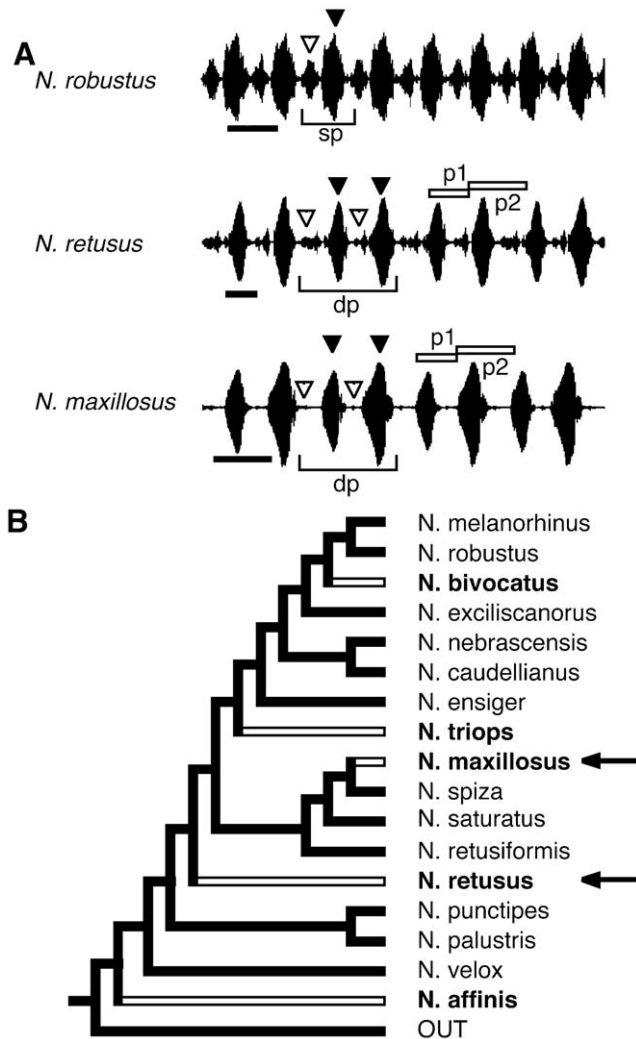 A
N. robustus
sp
N. retusus
p1
p2
dp
N. maxillosus
p1
p2
dp
B
N. melanorhinus
N. robustus
N. bivocatus
N. exciliscanorus
N. nebrascensis
N. caudellianus
N. ensiger
N. triops
N. maxillosus
N. spiza
N. saturatus
N. retusiformis
N. retusus
N. punctipes
N. palustris
N. velox
N. affinis
OUT